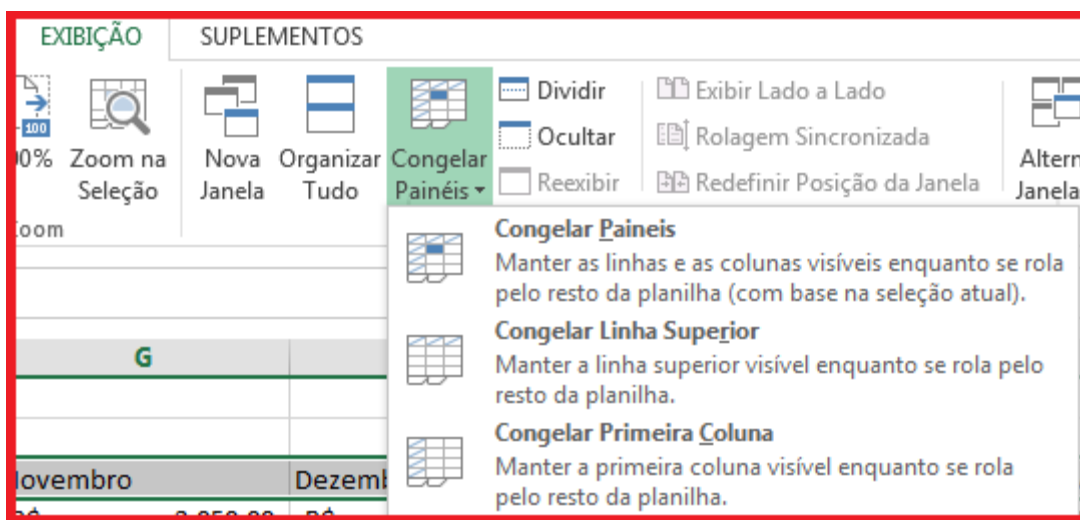 EXIBIÇÃO SUPLEMENTOS
100
Zoom na Seleção
Nova Janela
Organizar Tudo
Congelar Painéis
Dividir
Ocultar
Reexibir
Exibir Lado a Lado
Rolagem Sincronizada
Redefinir Posição da Janela
Janela
Congelar Paineis
Manter as linhas e as colunas visíveis enquanto se rola
pelo resto da planilha (com base na seleção atual).
Congelar Linha Superior
Manter a linha superior visível enquanto se rola pelo
resto da planilha.
Congelar Primeira Coluna
Manter a primeira coluna visível enquanto se rola
pelo resto da planilha.
G